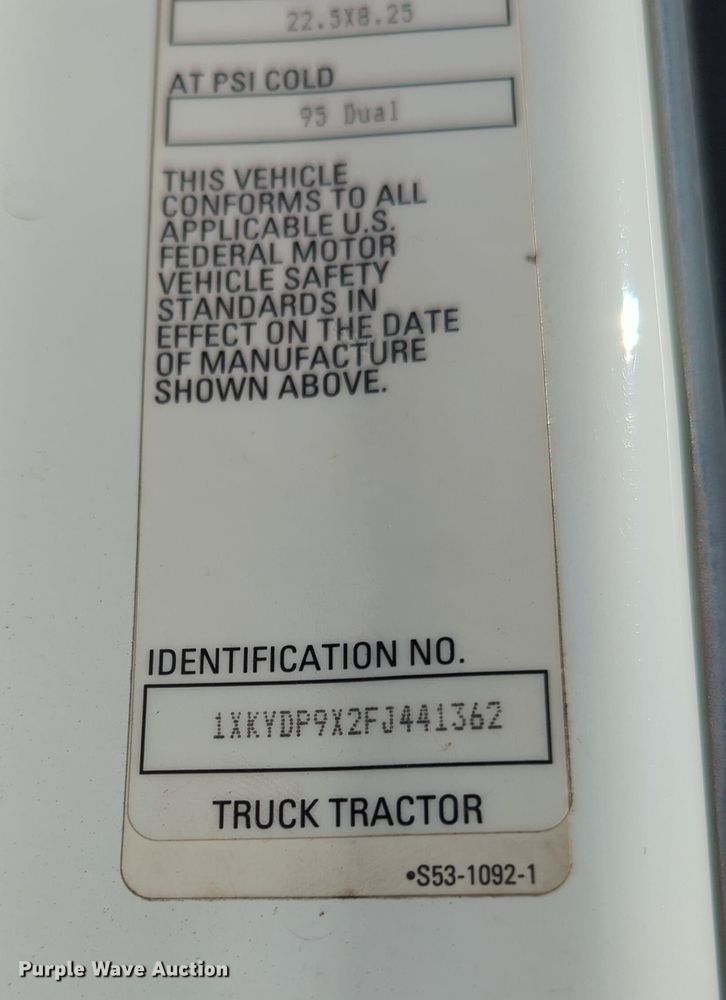 22.5X8.25
AT PSI COLD
95 Dual
THIS VEHICLE
CONFORMS TO ALL
APPLICABLE U.S.
FEDERAL MOTOR
VEHICLE SAFETY
STANDARDS IN
EFFECT ON THE DATE
OF MANUFACTURE
SHOWN ABOVE.
IDENTIFICATION NO.
1XKYDP9X2FJ441362
TRUCK TRACTOR
•S53-1092-1
Purple Wave Auction